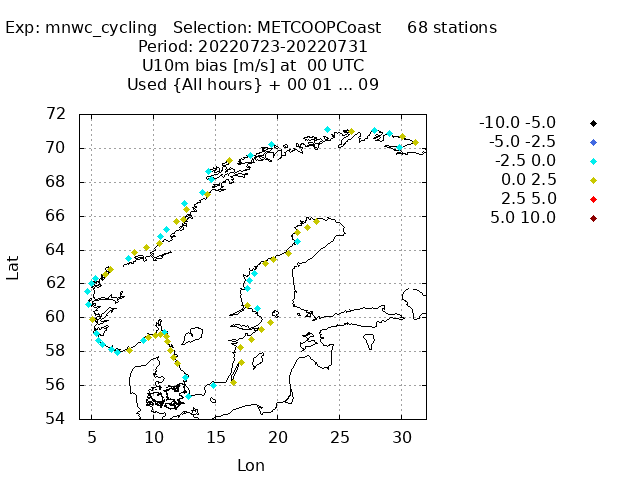 Exp: mnwc_cycling   Selection: METCOOPCoast     68 stations
Period: 20220723-20220731
U10m bias [m/s] at  00 UTC
Used {All hours} + 00 01 ... 09
-10.0 -5.0
-5.0 -2.5
-2.5 0.0
0.0 2.5
2.5 5.0
5.0 10.0
72
70
68
66
64
62
60
58
56
54
Lat
5 10 15 20 25 30
Lon